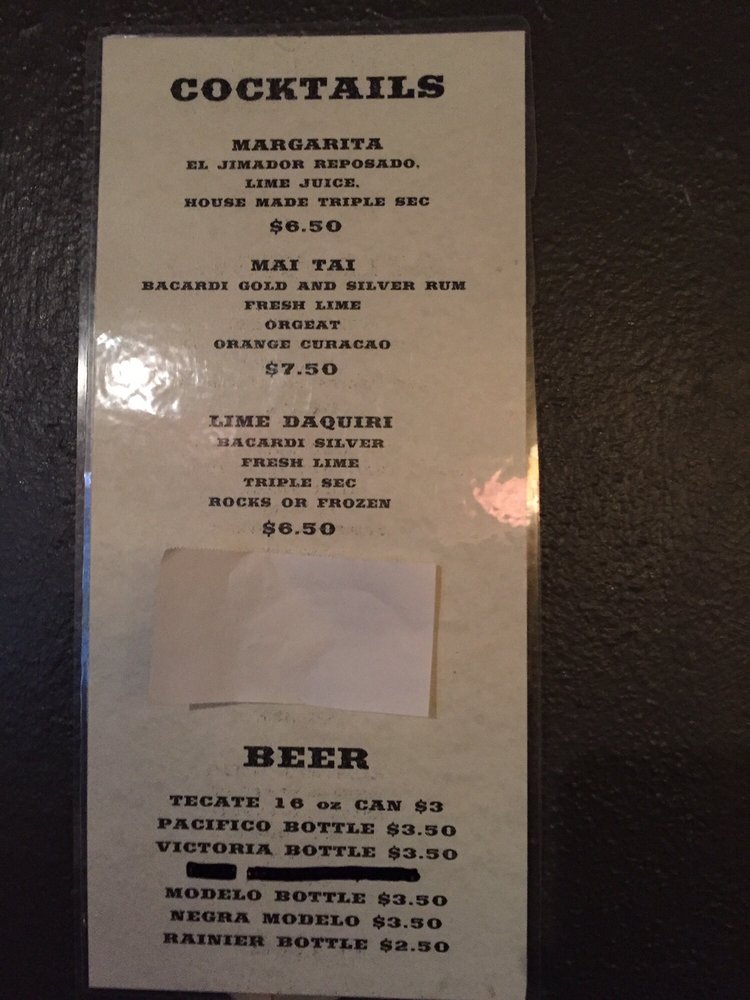 COCKTAILS
MARGARITA
EL JIMADOR REPOSADO,
LIME JUICE,
HOUSE MADE TRIPLE SEC
$6.50
MAI TAI
BACARDI GOLD AND SILVER RUM
FRESH LIME
ORGEAT
ORANGE CURACAO
$7.50
LIME DAQUIRI
BACARDI SILVER
FRESH LIME
TRIPLE SEC
ROCKS OR FROZEN
$6.50
BEER
TECATE 16 oz CAN $3
PACIFICO BOTTLE $3.50
VICTORIA BOTTLE $3.50
MODELO BOTTLE $3.50
NEGRA MODELO $3.50
RAINIER BOTTLE $2.50